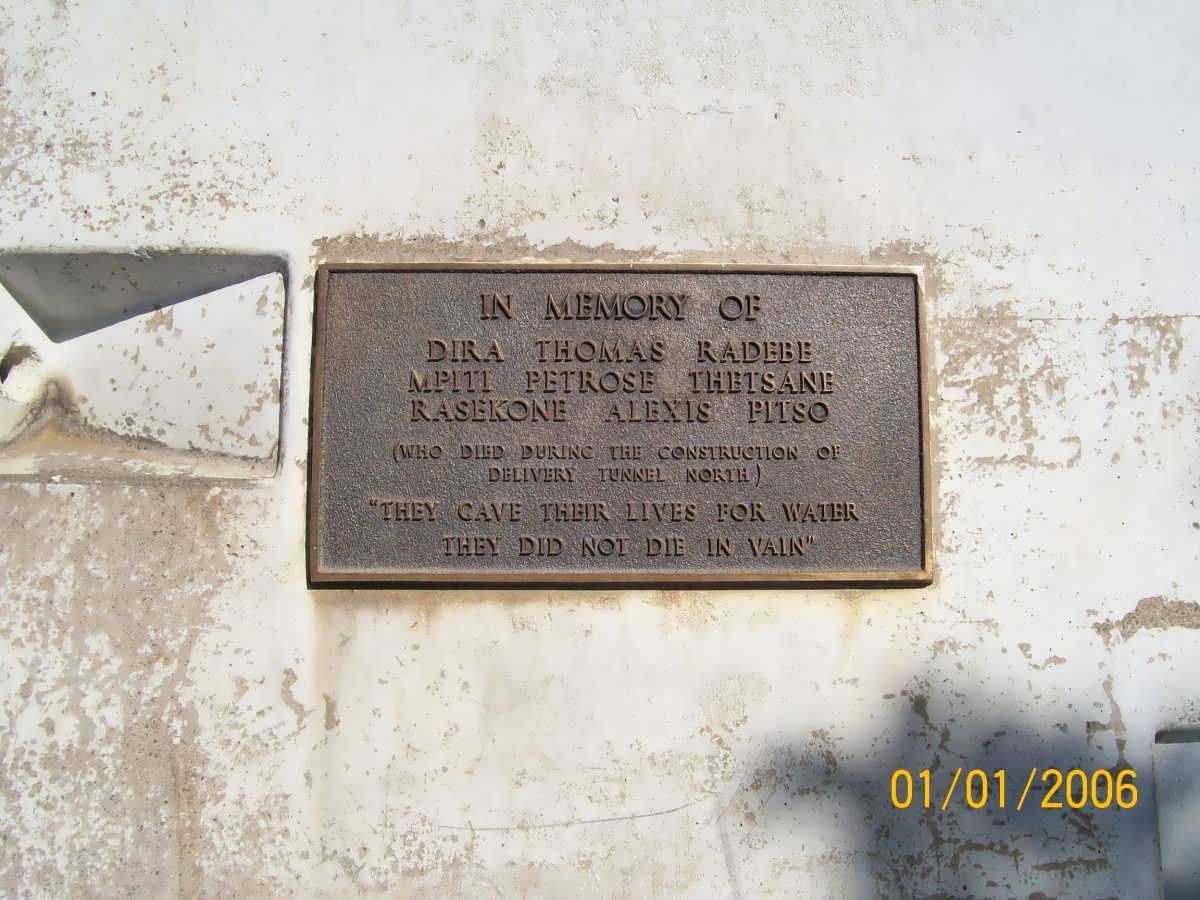 IN MEMORY OF
DIRA THOMAS RADEBE
MPITI PETROSE THETSANE
RASEKONE ALEXIS PITSO
(WHO DIED DURING THE CONSTRUCTION OF
DELIVERY TUNNEL NORTH)
"THEY GAVE THEIR LIVES FOR WATER
THEY DID NOT DIE IN VAIN"
01/01/2006